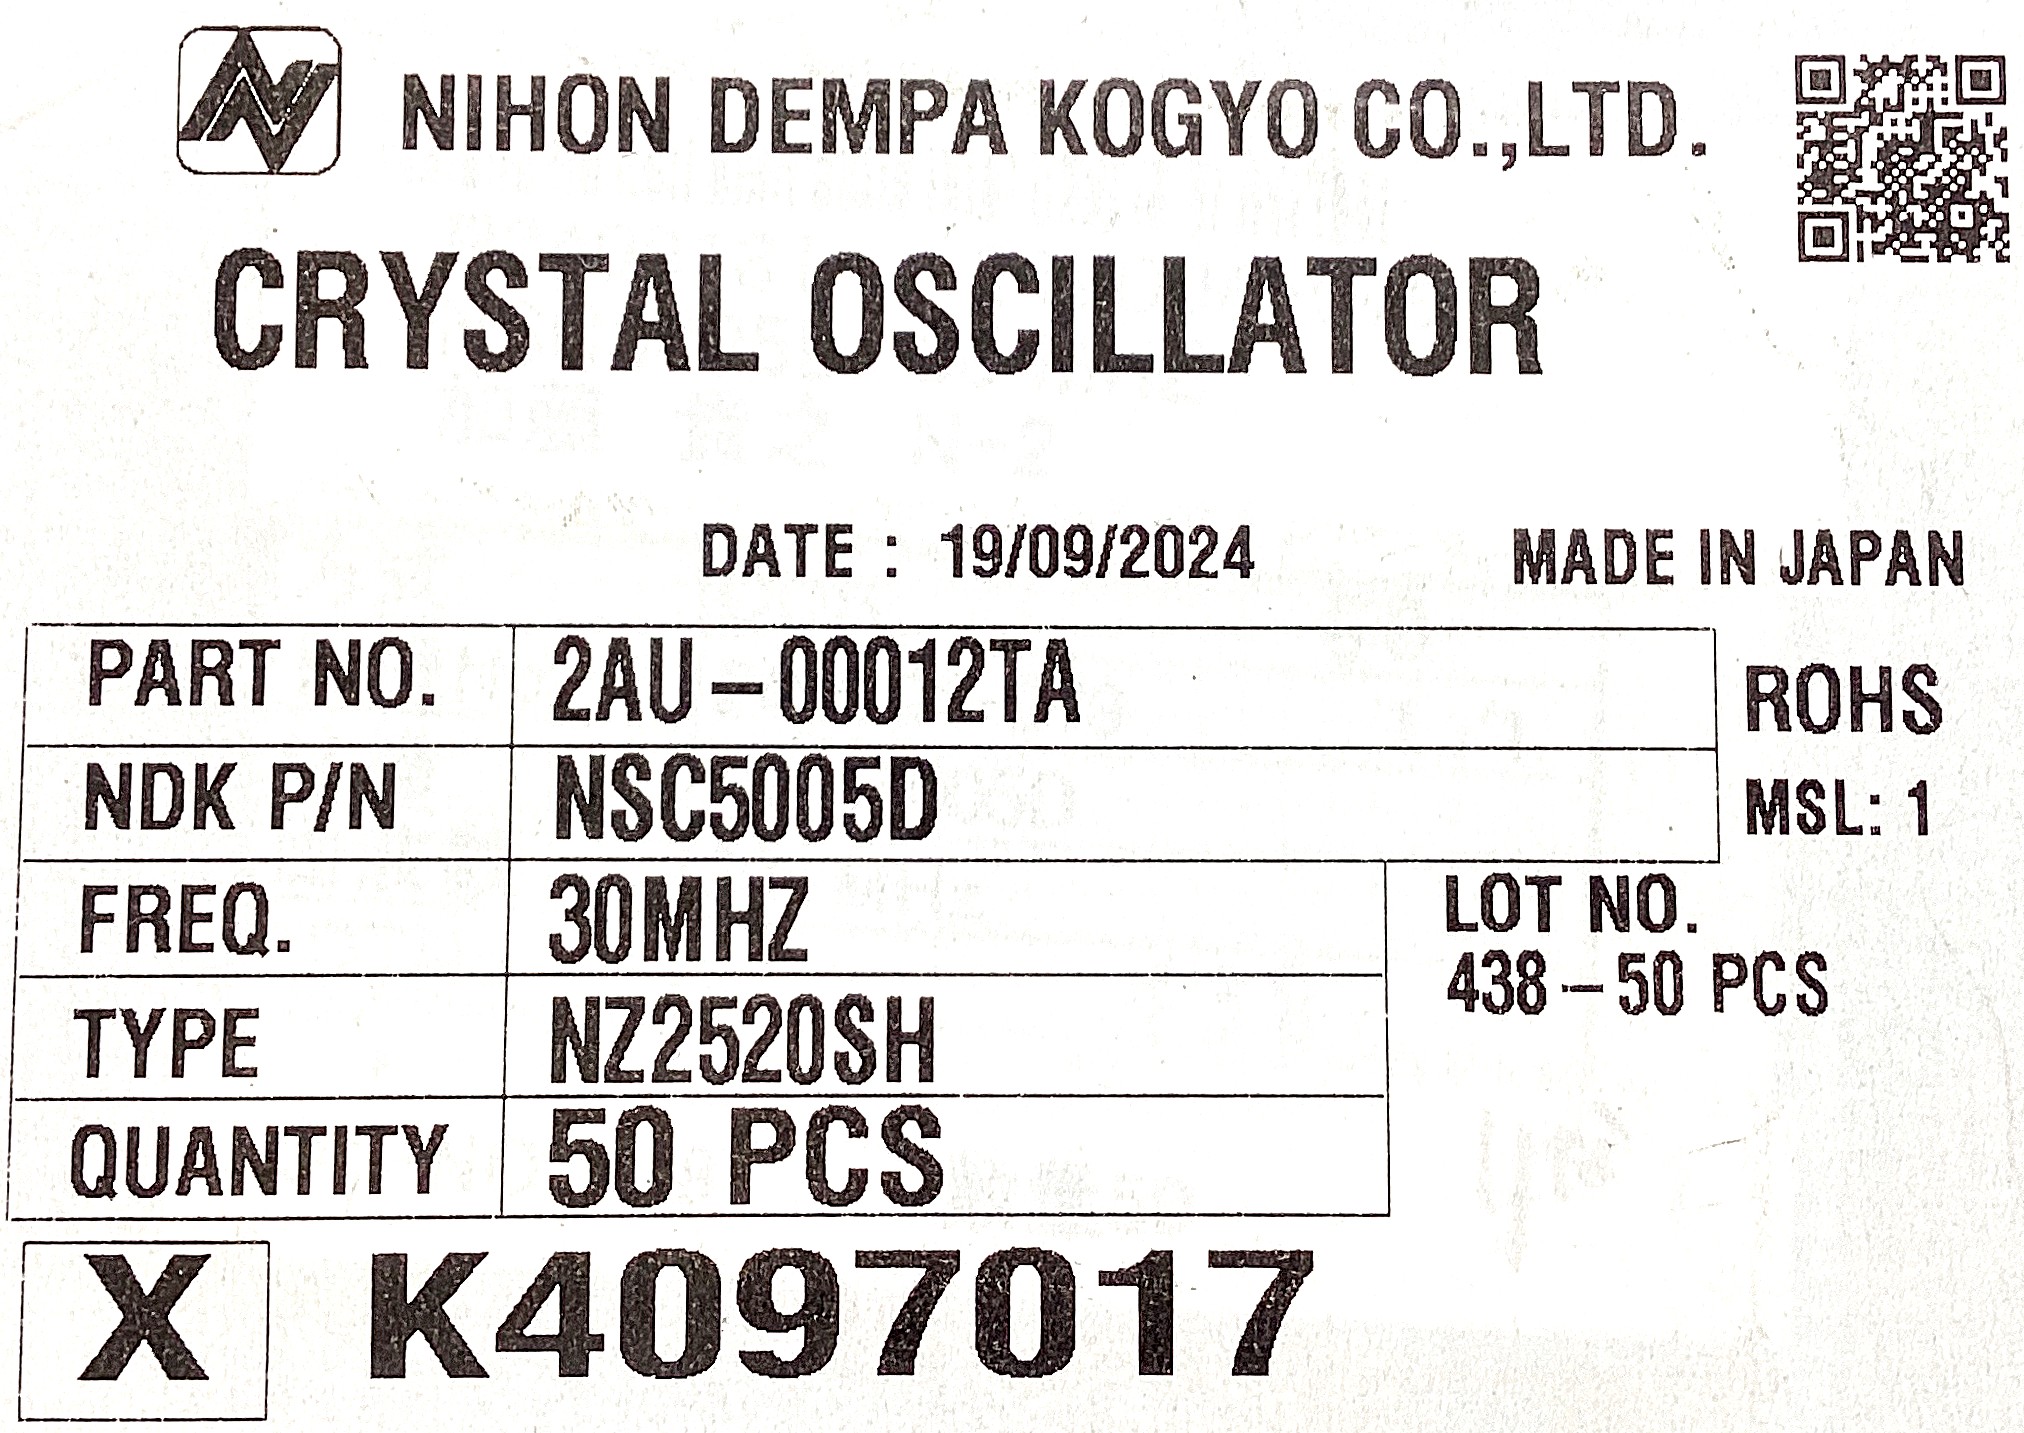 NIHON DEMPA KOGYO CO.,LTD.
CRYSTAL OSCILLATOR
DATE : 19/09/2024 MADE IN JAPAN
PART NO. 2AU-00012TA ROHS
NDK P/N NSC5005D MSL: 1
FREQ. 30MHZ LOT NO.
438-50 PCS
TYPE NZ2520SH
QUANTITY 50 PCS
X K4097017